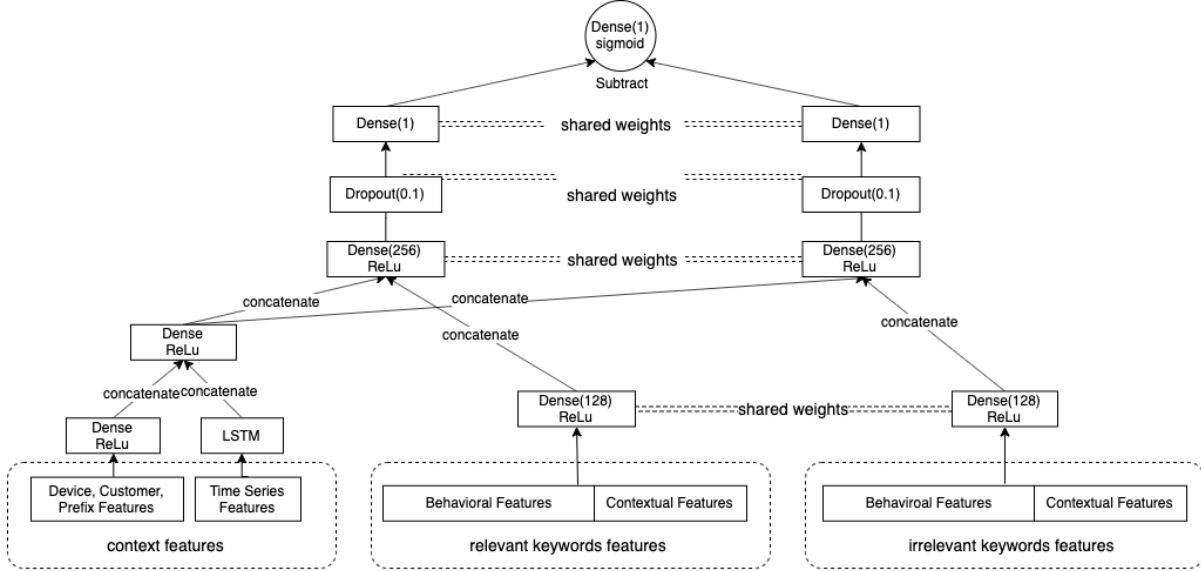 Dense(1)
sigmoid
Subtract
Dense(1)
shared weights
Dense(1)
Dropout(0.1)
shared weights
Dropout(0.1)
Dense(256)
ReLu
shared weights
Dense(256)
ReLu
concatenate
concatenate
concatenate
concatenate
Dense
ReLu
concatenate
concatenate
Dense(128)
ReLu
shared weights
Dense(128)
ReLu
Dense
ReLu
LSTM
Device, Customer,
Prefix Features
Time Series
Features
context features
Behavioral Features
Contextual Features
relevant keywords features
Behaviroal Features
Contextual Features
irrelevant keywords features